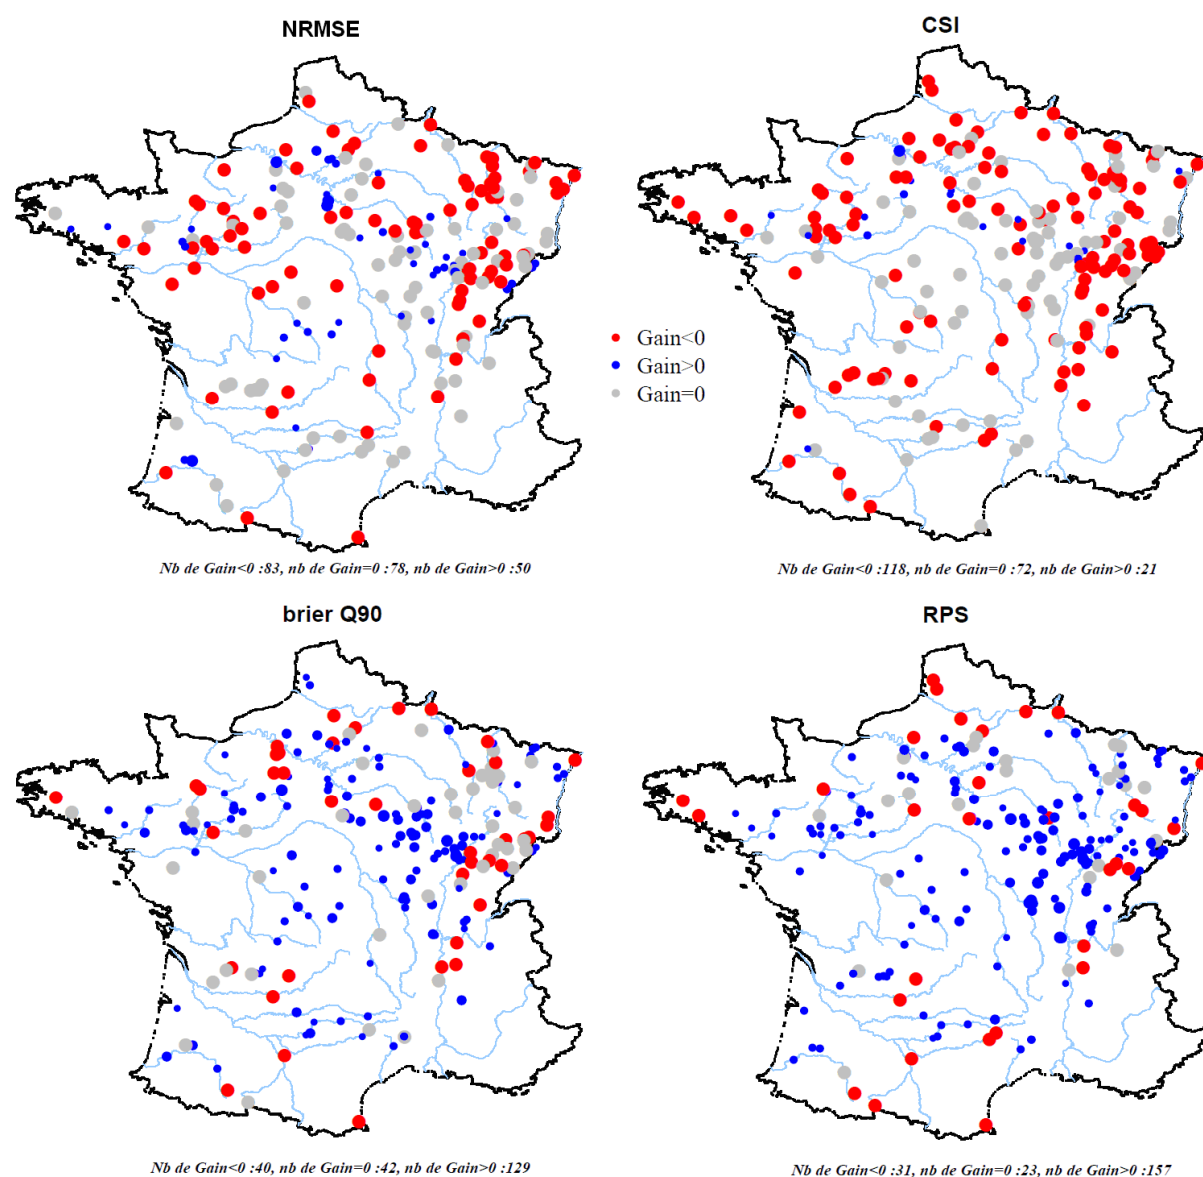 NRMSE
CSI
Gain<0
Gain>0
Gain=0
Nb de Gain<0 :83, nb de Gain=0 :78, nb de Gain>0 :50
Nb de Gain<0 :118, nb de Gain=0 :72, nb de Gain>0 :21
brier Q90
RPS
Nb de Gain<0 :40, nb de Gain=0 :42, nb de Gain>0 :129
Nb de Gain<0 :31, nb de Gain=0 :23, nb de Gain>0 :157